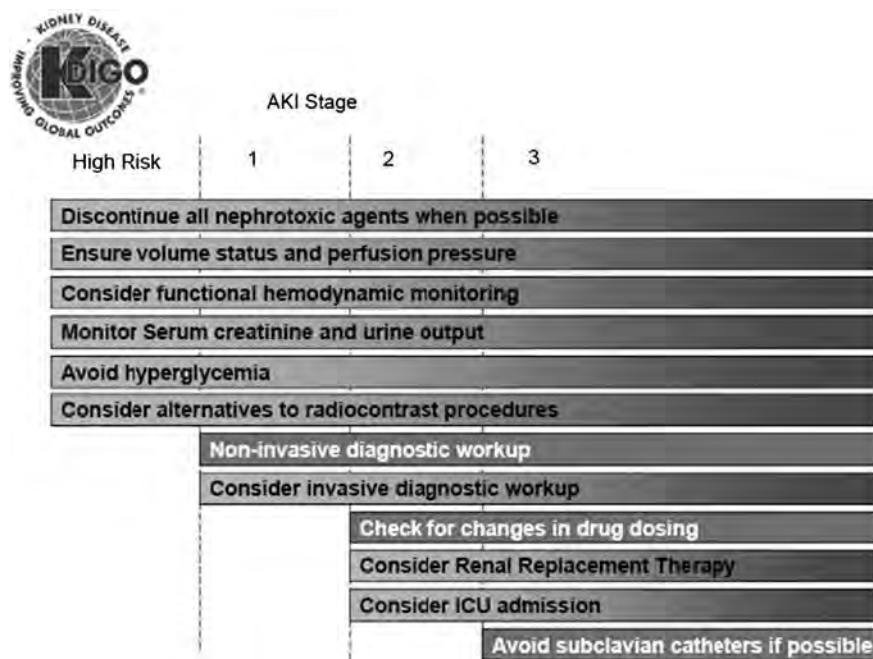 KIDNEY DISEASE
IMPROVING GLOBAL OUTCOMES
KDIGO
®
AKI Stage
High Risk 1 2 3
Discontinue all nephrotoxic agents when possible
Ensure volume status and perfusion pressure
Consider functional hemodynamic monitoring
Monitor Serum creatinine and urine output
Avoid hyperglycemia
Consider alternatives to radiocontrast procedures
Non-invasive diagnostic workup
Consider invasive diagnostic workup
Check for changes in drug dosing
Consider Renal Replacement Therapy
Consider ICU admission
Avoid subclavian catheters if possible